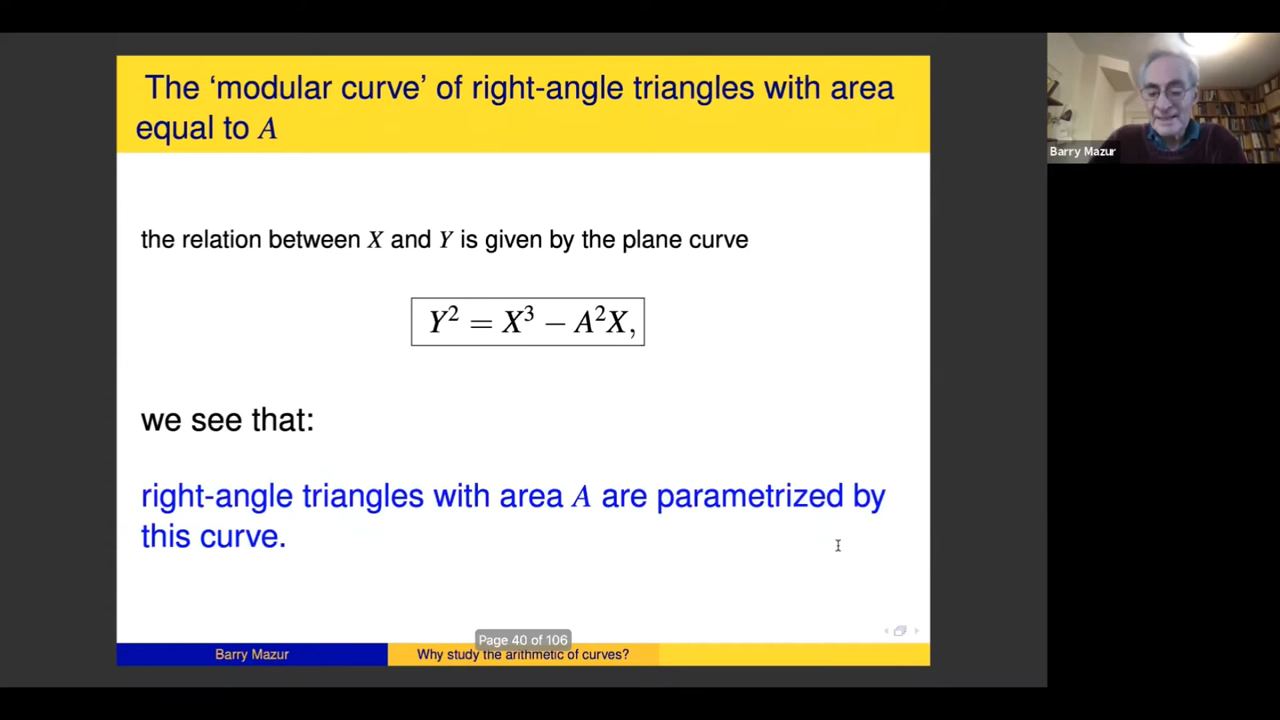 The ‘modular curve’ of right-angle triangles with area
equal to A
Barry Mazur
the relation between X and Y is given by the plane curve
Y² = X³ − A²X,
we see that:
right-angle triangles with area A are parametrized by
this curve.
Page 40 of 106
Barry Mazur
Why study the arithmetic of curves?